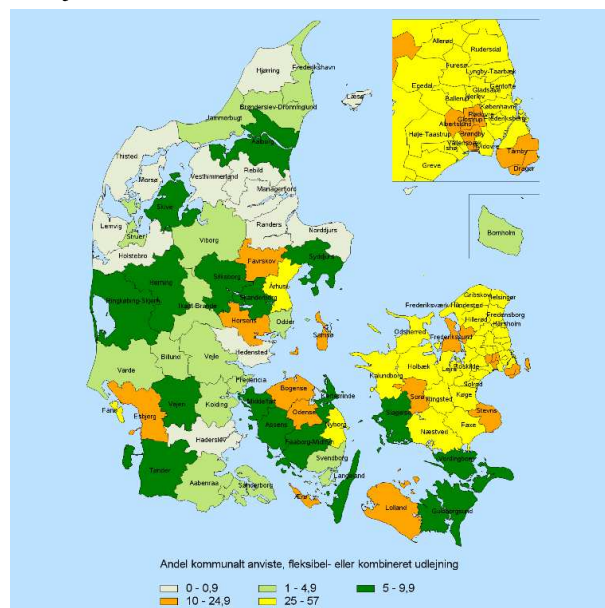 Allerød
Rudersdal
Furesø
Lyngby-Taarbæk
Egedal
Gentofte
Gladsaxe
Ballerup
Herlev
København
Rødovre
Albertslund
Glostrup
Frederiksberg
Høje-Taastrup
Brøndby
Vallensbæk
Hvidovre
Ishøj
Tårnby
Greve
Dragør
Frederikshavn
Hjørring
Læsø
Brønderslev-Dronninglund
Jammerbugt
Aalborg
Thisted
Rebild
Morsø
Vesthimmerland
Mariagerfjord
Skive
Lemvig
Struer
Randers
Norddjurs
Bornholm
Viborg
Holstebro
Favrskov
Syddjurs
Herning
Silkeborg
Århus
Skanderborg
Ringkøbing-Skjern
Ikast-Brande
Horsens
Odder
Samsø
Hedensted
Gribskov
Helsingør
Frederiksværk
Hundested
Fredensborg
Hillerød
Hørsholm
Odsherred
Frederikssund
Holbæk
Lejre
Roskilde
Kalundborg
Solrød
Køge
Sorø
Ringsted
Stevns
Slagelse
Næstved
Faxe
Vordingborg
Varde
Billund
Vejle
Fredericia
Bogense
Kerteminde
Fanø
Esbjerg
Vejen
Kolding
Middelfart
Odense
Assens
Nyborg
Faaborg-Midtfyn
Haderslev
Svendborg
Langeland
Tønder
Aabenraa
Sønderborg
Ærø
Lolland
Guldborgsund
Andel kommunalt anviste, fleksibel- eller kombineret udlejning
0 - 0,9
1 - 4,9
5 - 9,9
10 - 24,9
25 - 57